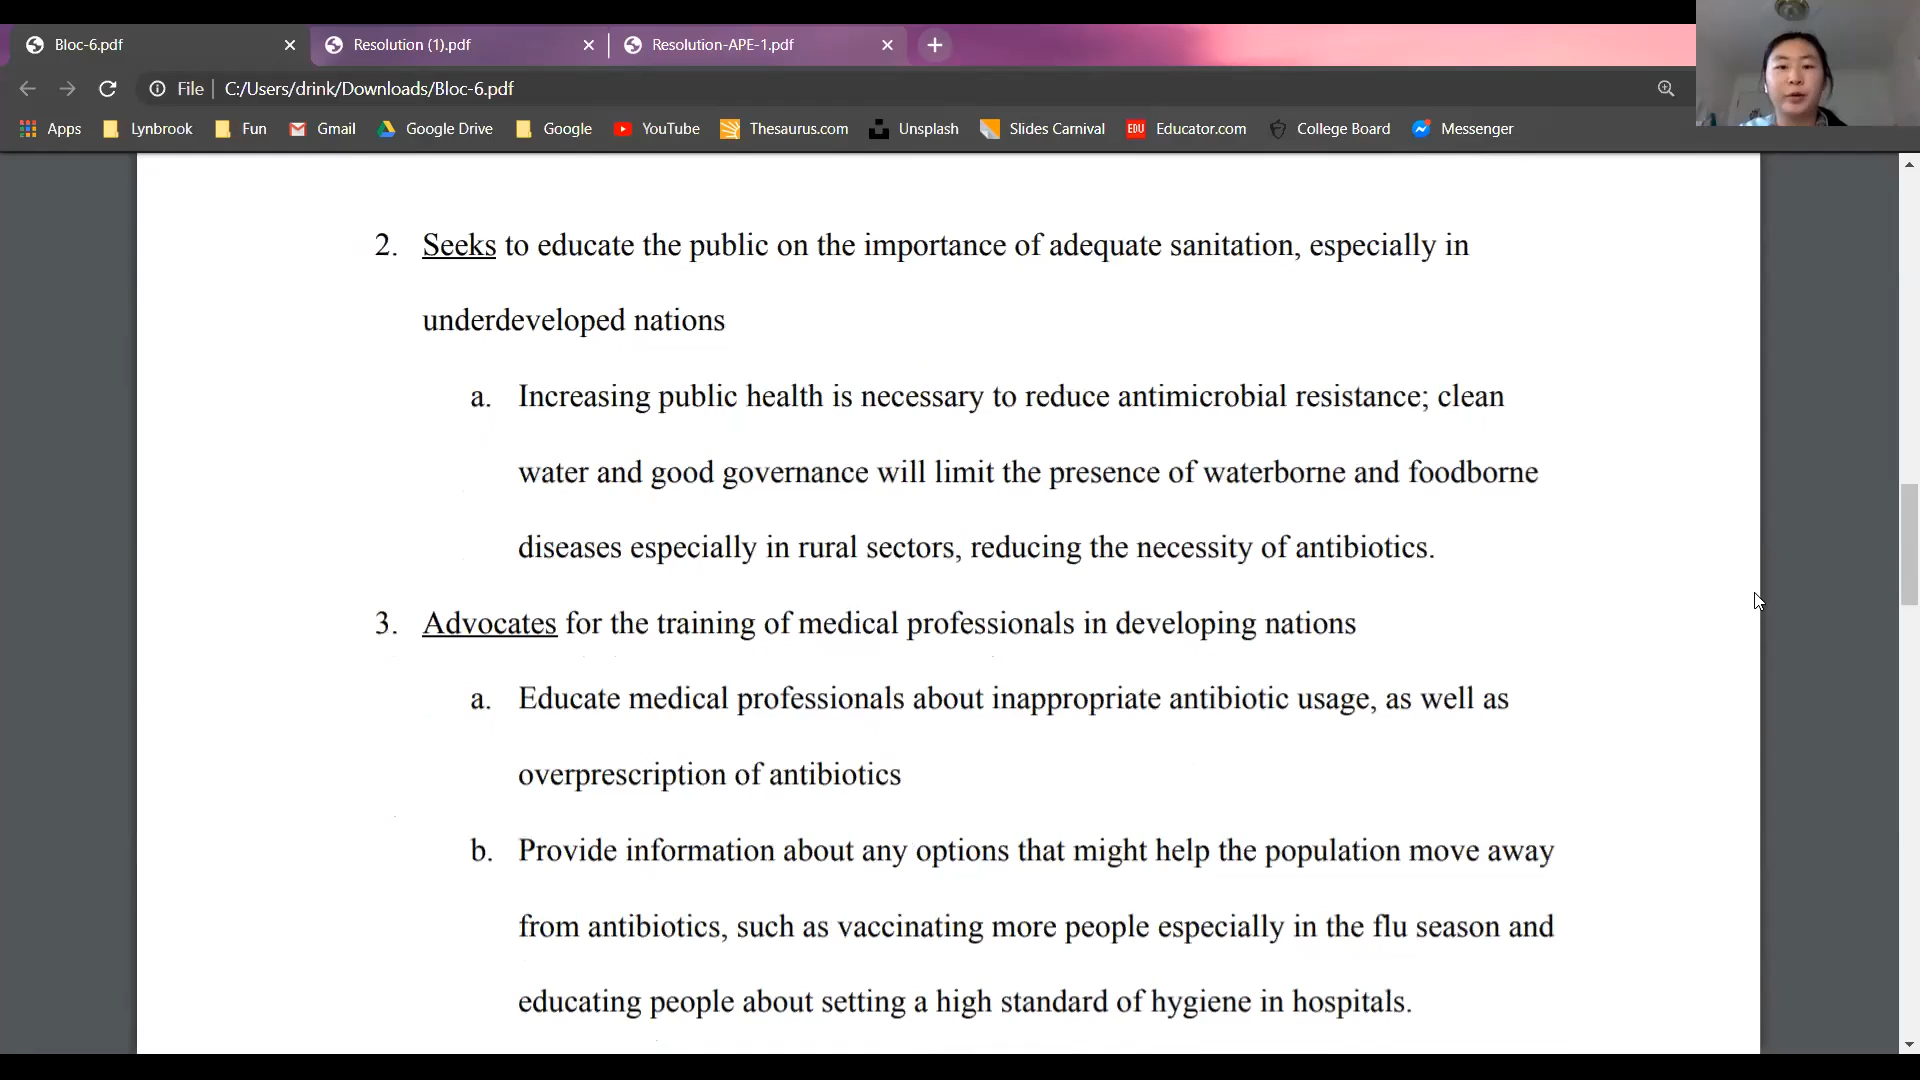 Bloc-6.pdf
Resolution (1).pdf
Resolution-APE-1.pdf
File
C:/Users/drink/Downloads/Bloc-6.pdf
Apps Lynbrook Fun Gmail Google Drive Google YouTube Thesaurus.com Unsplash Slides Carnival EDU Educator.com College Board Messenger
2. Seeks to educate the public on the importance of adequate sanitation, especially in
underdeveloped nations
a. Increasing public health is necessary to reduce antimicrobial resistance; clean
water and good governance will limit the presence of waterborne and foodborne
diseases especially in rural sectors, reducing the necessity of antibiotics.
3. Advocates for the training of medical professionals in developing nations
a. Educate medical professionals about inappropriate antibiotic usage, as well as
overprescription of antibiotics
b. Provide information about any options that might help the population move away
from antibiotics, such as vaccinating more people especially in the flu season and
educating people about setting a high standard of hygiene in hospitals.